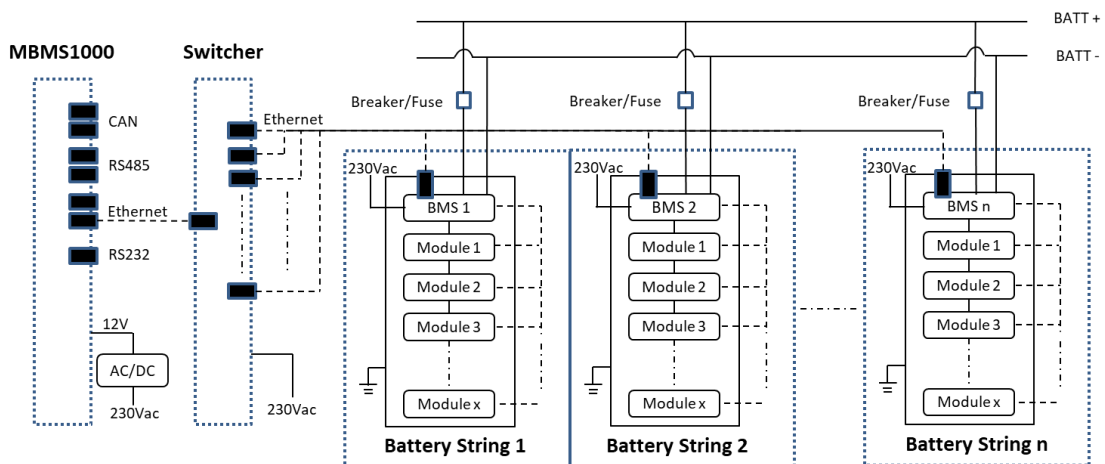 BATT +
MBMS1000
Switcher
BATT -
Breaker/Fuse
Breaker/Fuse
Breaker/Fuse
CAN
Ethernet
RS485
230Vac
230Vac
230Vac
Ethernet
BMS 1
BMS 2
BMS n
Module 1
Module 1
Module 1
RS232
Module 2
Module 2
Module 2
12V
Module 3
Module 3
Module 3
AC/DC
230Vac
230Vac
Module x
Module x
Module x
Battery String 1
Battery String 2
Battery String n